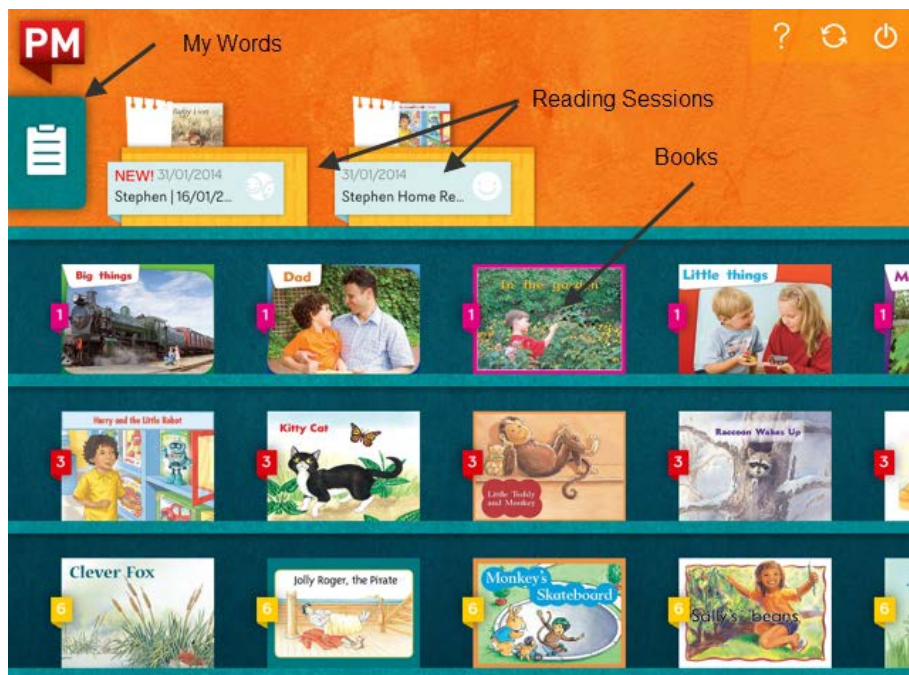 PM
My Words
?
Baby Lion
Reading Sessions
NEW! 31/01/2014
Stephen | 16/01/2...
31/01/2014
Stephen Home Re...
Books
Big things
Dad
In the garden
Little things
1
1
1
1
1
Harry and the Little Robot
Kitty Cat
Little Teddy
and Monkey
Raccoon Wakes Up
3
3
3
3
3
Clever Fox
Jolly Roger, the Pirate
Monkey's
Skateboard
Sally's beans
6
6
6
6
6